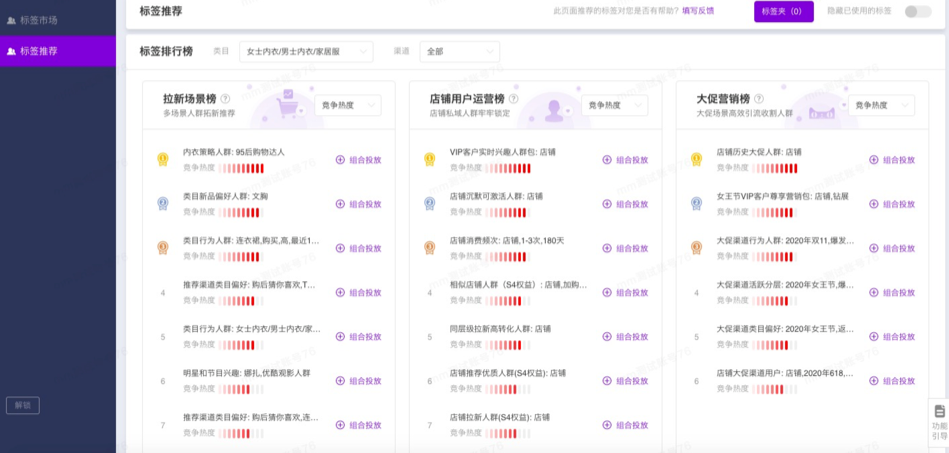 标签市场
标签推荐
解锁
标签推荐
此页面推荐的标签对您是否有帮助? 填写反馈
标签夹（0）
隐藏已使用的标签
标签排行榜
类目
女士内衣/男士内衣/家居服
渠道
全部
拉新场景榜
多场景人群拓新推荐
竞争热度
内衣策略人群: 95后购物达人
竞争热度
组合投放
类目新品偏好人群: 文胸
竞争热度
组合投放
类目行为人群: 连衣裙,购买,高,最近1...
竞争热度
组合投放
4
推荐渠道类目偏好: 购后猜你喜欢,T...
竞争热度
组合投放
5
类目行为人群: 女士内衣/男士内衣/家...
竞争热度
组合投放
6
明星和节目兴趣: 娜扎,优酷观影人群
竞争热度
组合投放
7
推荐渠道类目偏好: 购后猜你喜欢,连...
竞争热度
组合投放
店铺用户运营榜
店铺私域人群牢牢锁定
竞争热度
VIP客户实时兴趣人群包: 店铺
竞争热度
组合投放
店铺沉默可激活人群: 店铺
竞争热度
组合投放
店铺消费频次: 店铺,1-3次,180天
竞争热度
组合投放
4
相似店铺人群（S4权益）: 店铺,加购...
竞争热度
组合投放
5
同层级拉新高转化人群: 店铺
竞争热度
组合投放
6
店铺推荐优质人群(S4权益): 店铺
竞争热度
组合投放
7
店铺拉新人群(S4权益): 店铺
竞争热度
组合投放
大促营销榜
大促场景高效引流收割人群
竞争热度
店铺历史大促人群: 店铺
竞争热度
组合投放
女王节VIP客户尊享营销包: 店铺,钻展
竞争热度
组合投放
大促渠道行为人群: 2020年双11,爆发...
竞争热度
组合投放
4
大促渠道活跃分层: 2020年女王节,爆...
竞争热度
组合投放
5
大促渠道类目偏好: 2020年女王节,返...
竞争热度
组合投放
6
店铺大促渠道用户: 店铺,2020年618,...
竞争热度
组合投放
功能
引导